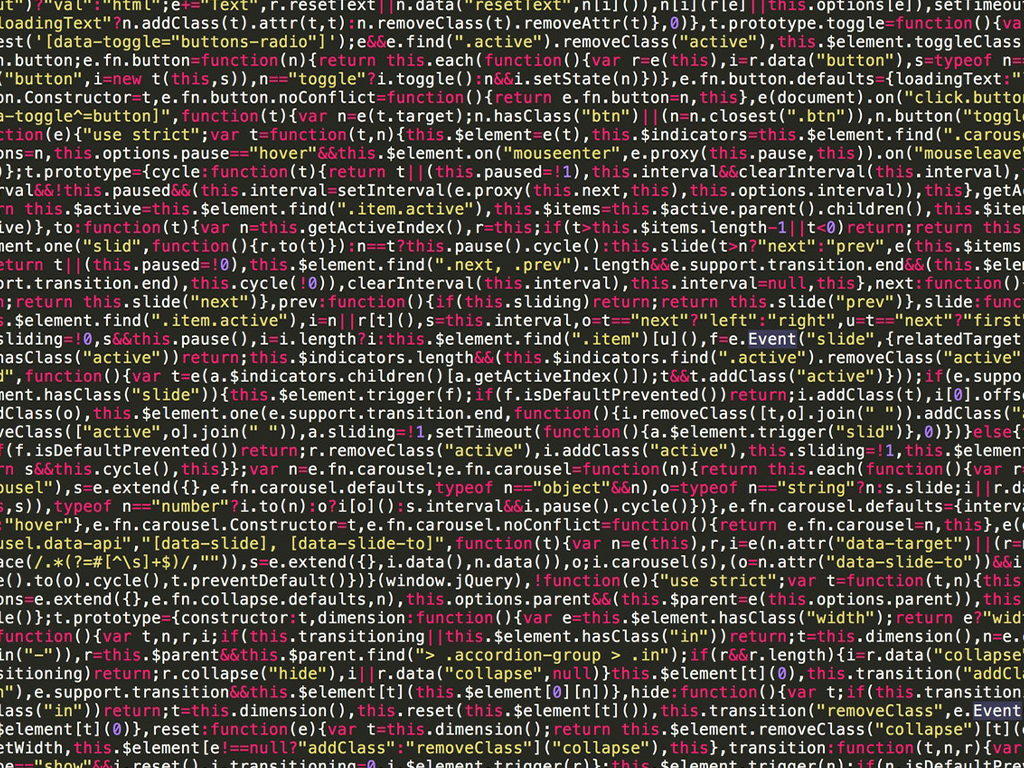 ut")?"val":"html";e+="Text",r.resetText||n.data("resetText",n[i]()),n[i](r[e]||this.options[e]),setTimeou
loadingText"?n.addClass(t).attr(t,t):n.removeClass(t).removeAttr(t)},0)},t.prototype.toggle=function(){va
est('[data-toggle="buttons-radio"]');e&&e.find(".active").removeClass("active"),this.$element.toggleClass
n.button;e.fn.button=function(n){return this.each(function(){var r=e(this),i=r.data("button"),s=typeof n=
("button",i=new t(this,s)),n=="toggle"?i.toggle():n&&i.setState(n)})},e.fn.button.defaults={loadingText:"
on.Constructor=t,e.fn.button.noConflict=function(){return e.fn.button=n,this},e(document).on("click.butto
a-toggle^=button]",function(t){var n=e(t.target);n.hasClass("btn")||(n=n.closest(".btn")),n.button("toggl
ction(e){"use strict";var t=function(t,n){this.$element=e(t),this.$indicators=this.$element.find(".carous
ons=n,this.options.pause=="hover"&&this.$element.on("mouseenter",e.proxy(this.pause,this)).on("mouseleave
)};t.prototype={cycle:function(t){return t||(this.paused=!1),this.interval&&clearInterval(this.interval),
rval&&!this.paused&&(this.interval=setInterval(e.proxy(this.next,this),this.options.interval)),this},getA
rn this.$active=this.$element.find(".item.active"),this.$items=this.$active.parent().children(),this.$ite
ive)},to:function(t){var n=this.getActiveIndex(),r=this;if(t>this.$items.length-1||t<0)return;return this
ment.one("slid",function(){r.to(t)}):n==t?this.pause().cycle():this.slide(t>n?"next":"prev",e(this.$items
eturn t||(this.paused=!0),this.$element.find(".next, .prev").length&&e.support.transition.end&&(this.$ele
ort.transition.end),this.cycle(!0)),clearInterval(this.interval),this.interval=null,this},next:function()
n;return this.slide("next")},prev:function(){if(this.sliding)return;return this.slide("prev")},slide:func
s.$element.find(".item.active"),i=n||r[t](),s=this.interval,o=t=="next"?"left":"right",u=t=="next"?"first
sliding=!0,s&&this.pause(),i=i.length?i:this.$element.find(".item")[u](),f=e.Event("slide",{relatedTarget
hasClass("active"))return;this.$indicators.length&&(this.$indicators.find(".active").removeClass("active"
d",function(){var t=e(a.$indicators.children()[a.getActiveIndex()]);t&&t.addClass("active")}));if(e.suppo
ment.hasClass("slide")){this.$element.trigger(f);if(f.isDefaultPrevented())return;i.addClass(t),i[0].offs
dClass(o),this.$element.one(e.support.transition.end,function(){i.removeClass([t,o].join(" ")).addClass("
veClass(["active",o].join(" ")),a.sliding=!1,setTimeout(function(){a.$element.trigger("slid")},0)})}else{
f(f.isDefaultPrevented())return;r.removeClass("active"),i.addClass("active"),this.sliding=!1,this.$elemen
rn s&&this.cycle(),this}};var n=e.fn.carousel;e.fn.carousel=function(n){return this.each(function(){var r
ousel"),s=e.extend({},e.fn.carousel.defaults,typeof n=="object"&&n),o=typeof n=="string"?n:s.slide;i||r.da
s,s)),typeof n=="number"?i.to(n):o?i[o]():s.interval&&i.pause().cycle()})},e.fn.carousel.defaults={interv
:"hover"},e.fn.carousel.Constructor=t,e.fn.carousel.noConflict=function(){return e.fn.carousel=n,this},e(
usel.data-api","[data-slide], [data-slide-to]",function(t){var n=e(this),r,i=e(n.attr("data-target")||(r=
ace(/.*(?=#[^\s]+$)/,"")),s=e.extend({},i.data(),n.data()),o;i.carousel(s),(o=n.attr("data-slide-to"))&&i
e().to(o).cycle(),t.preventDefault()})}(window.jQuery),!function(e){"use strict";var t=function(t,n){this
ons=e.extend({},e.fn.collapse.defaults,n),this.options.parent&&(this.$parent=e(this.options.parent)),this
le()};t.prototype={constructor:t,dimension:function(){var e=this.$element.hasClass("width");return e?"wid
function(){var t,n,r,i;if(this.transitioning||this.$element.hasClass("in"))return;t=this.dimension(),n=e.
in("-")),r=this.$parent&&this.$parent.find("> .accordion-group > .in");if(r&&r.length){i=r.data("collapse
sitioning)return;r.collapse("hide"),i||r.data("collapse",null)}this.$element[t](0),this.transition("addCl
n"),e.support.transition&&this.$element[t](this.$element[0][n])},hide:function(){var t;if(this.transition
lass("in"))return;t=this.dimension(),this.reset(this.$element[t]()),this.transition("removeClass",e.Event
$element[t](0)},reset:function(e){var t=this.dimension();return this.$element.removeClass("collapse")[t](
etWidth,this.$element[e!==null?"addClass":"removeClass"]("collapse"),this},transition:function(t,n,r){var
pe=="show"&&i.reset(),i.transitioning=0,i.$element.trigger(r)};this.$element.trigger(n);if(n.isDefaultPre